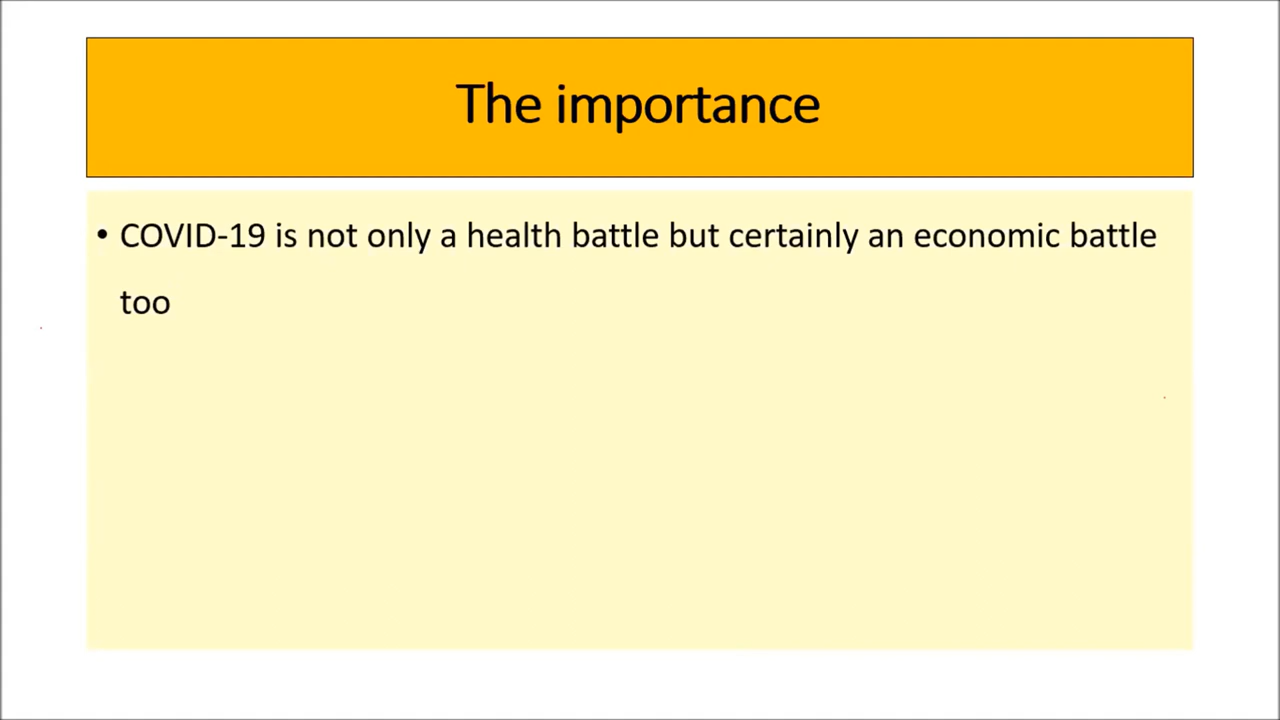 The importance
• COVID-19 is not only a health battle but certainly an economic battle
too